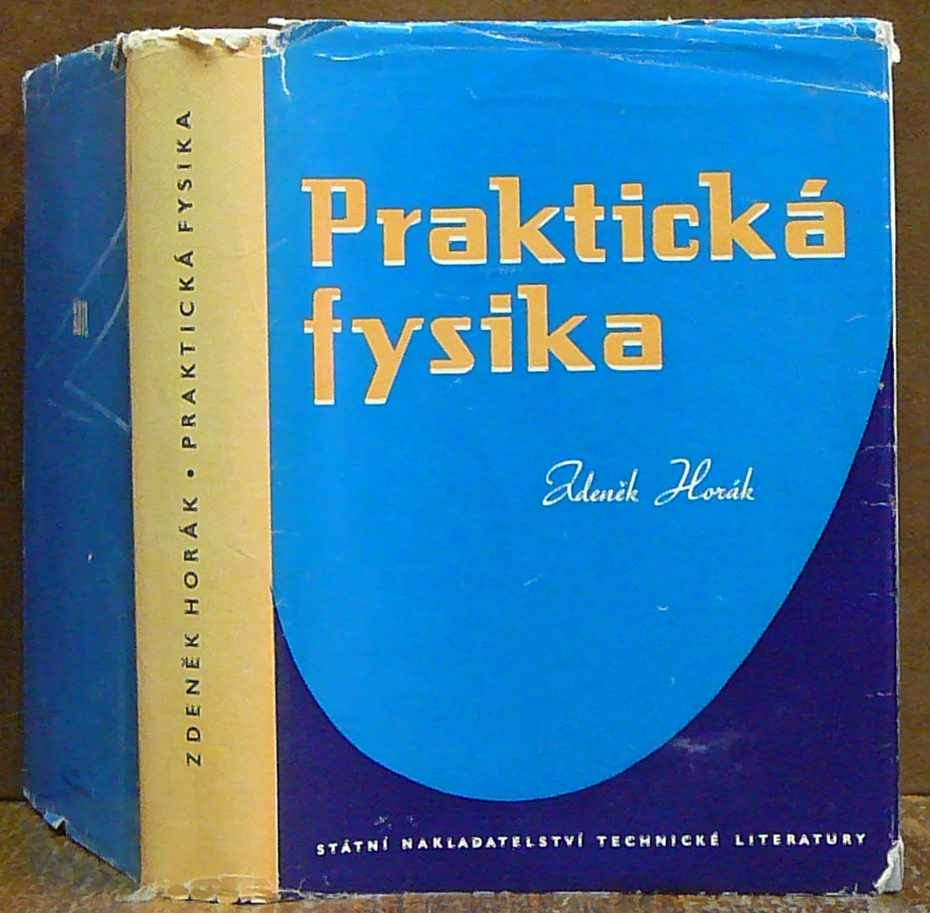 ZDENĚK HORÁK • PRAKTICKÁ FYSIKA
Praktická
fysika
Zdeněk Horák
STÁTNÍ NAKLADATELSTVÍ TECHNICKÉ LITERATURY